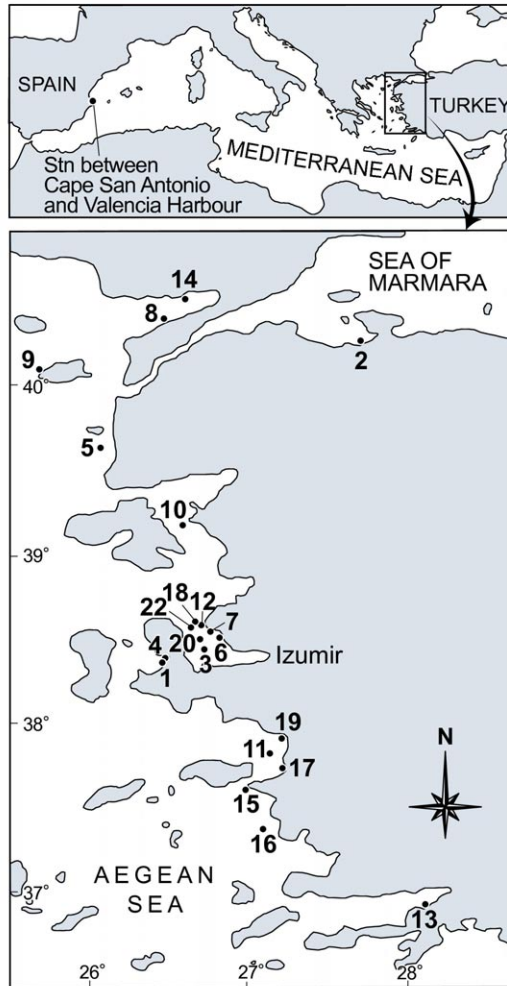 SPAIN
TURKEY
MEDITERRANEAN SEA
Stn between
Cape San Antonio
and Valencia Harbour
SEA OF
MARMARA
14
8
2
9
40°
5
10
39°
18
12
22
7
20
4
3
6
Izumir
1
38°
19
11
17
N
15
16
37°
AEGEAN
SEA
13
26°
27°
28°